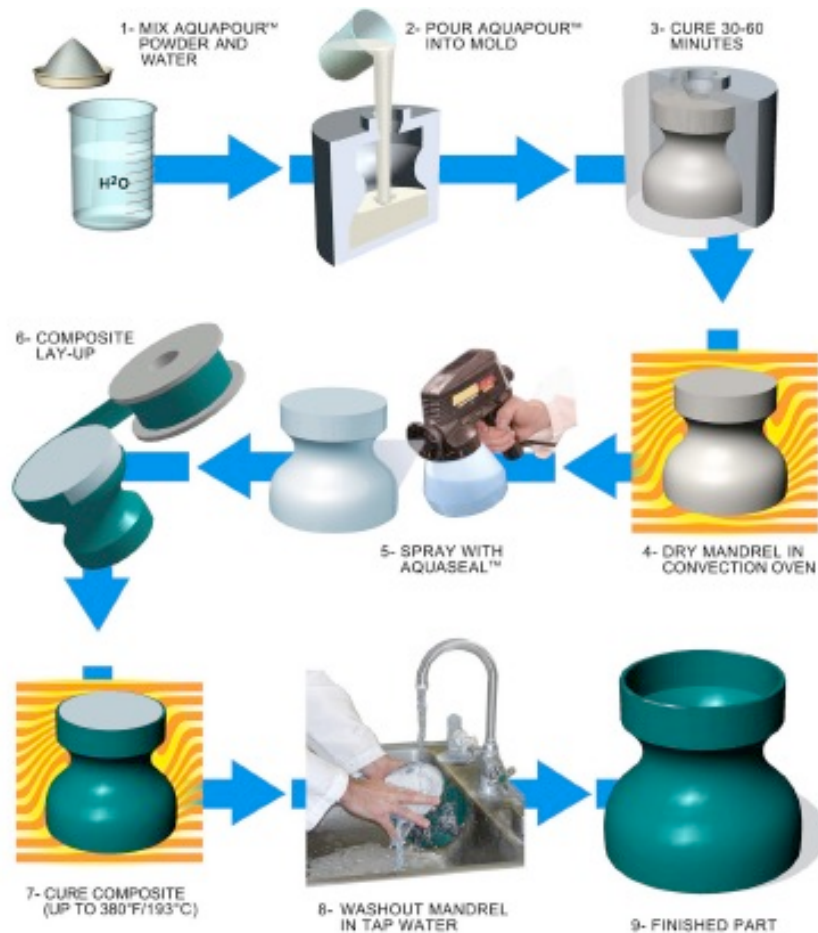 1- MIX AQUAPOUR™
POWDER AND
WATER
2- POUR AQUAPOUR™
INTO MOLD
3- CURE 30-60
MINUTES
H²O
6- COMPOSITE
LAY-UP
5- SPRAY WITH
AQUASEAL™
4- DRY MANDREL IN
CONVECTION OVEN
7- CURE COMPOSITE
(UP TO 380°F/193°C)
8- WASHOUT MANDREL
IN TAP WATER
9- FINISHED PART